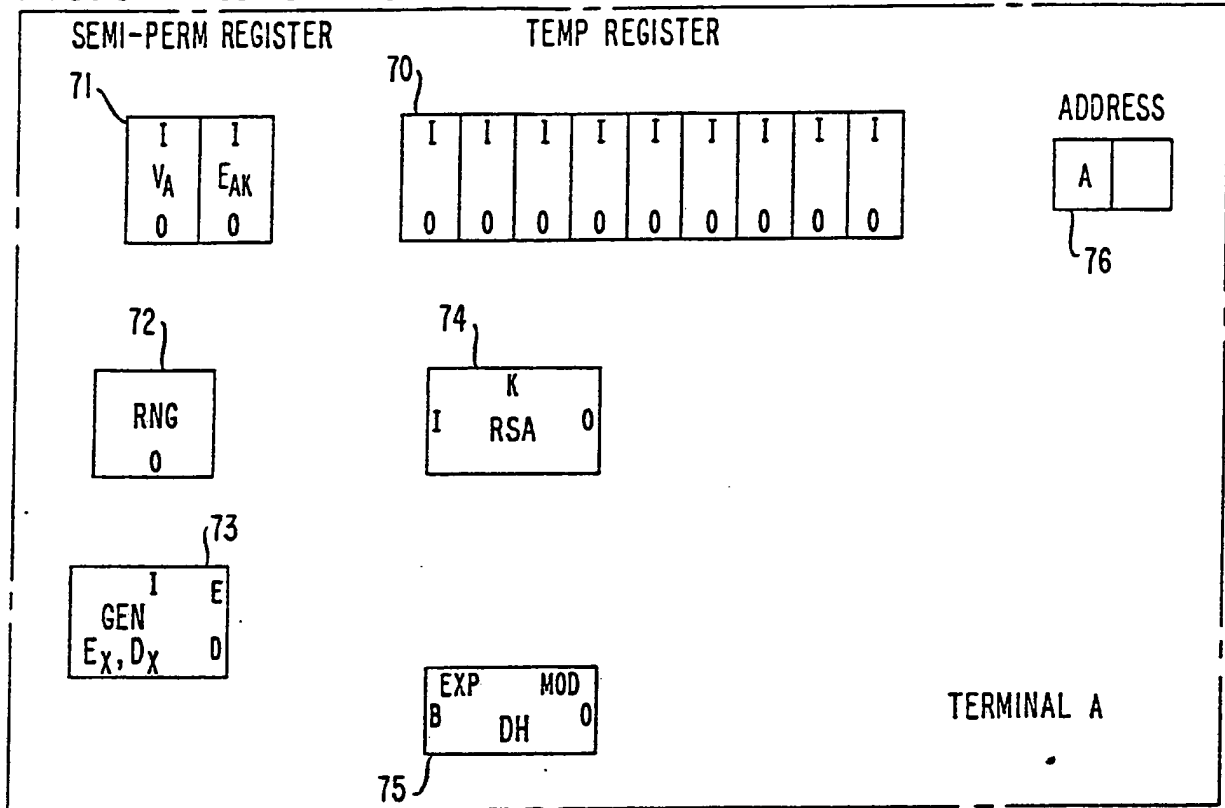 SEMI-PERM REGISTER
TEMP REGISTER
71
70
ADDRESS
I I
V_A E_AK
0 0
I I I I I I I I I
0 0 0 0 0 0 0 0 0
A
76
72
RNG
0
74
K
I RSA 0
73
I E
GEN
E_X, D_X D
EXP MOD
B DH 0
75
TERMINAL A